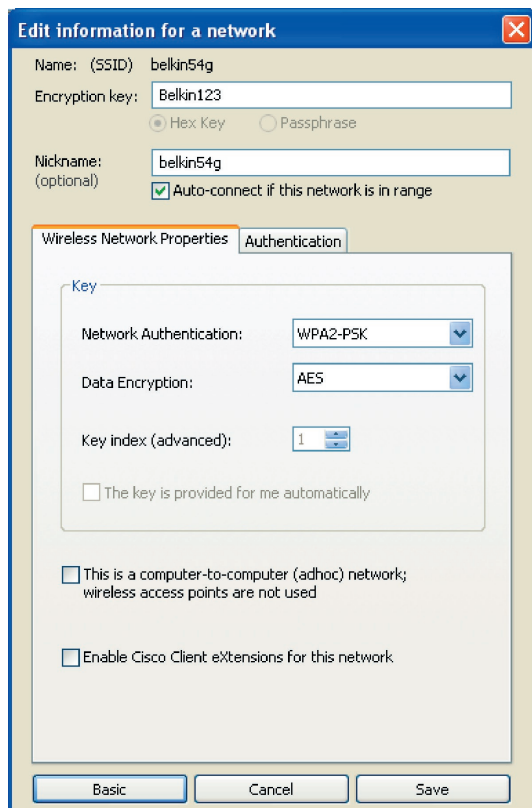 Edit information for a network
Name: (SSID) belkin54g
Encryption key: Belkin123
Hex Key Passphrase
Nickname: belkin54g
(optional)
Auto-connect if this network is in range
Wireless Network Properties Authentication
Key
Network Authentication: WPA2-PSK
Data Encryption: AES
Key index (advanced): 1
The key is provided for me automatically
This is a computer-to-computer (adhoc) network;
wireless access points are not used
Enable Cisco Client eXtensions for this network
Basic Cancel Save